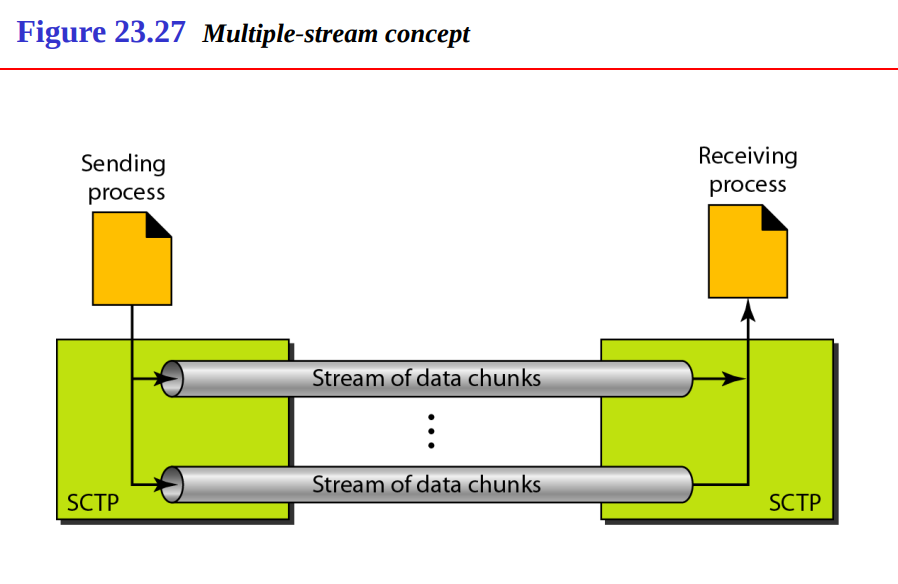 Figure 23.27 Multiple-stream concept
Sending
process
Receiving
process
Stream of data chunks
Stream of data chunks
SCTP
SCTP